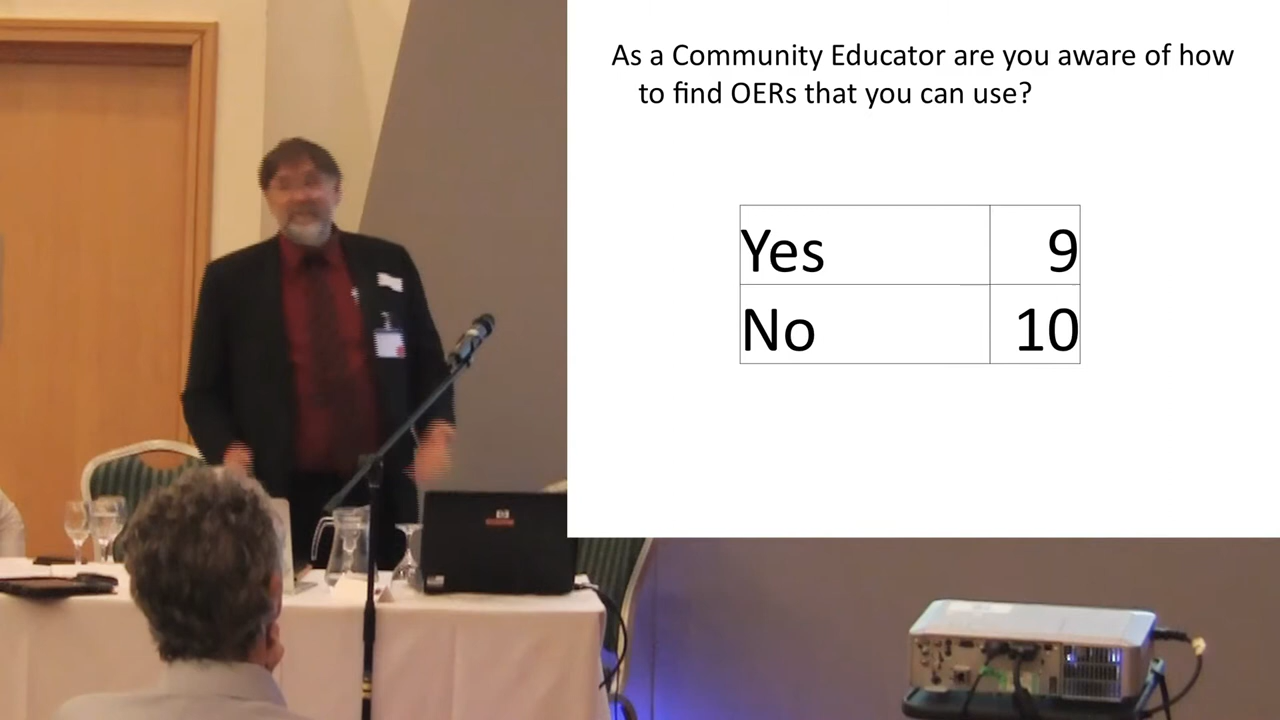 As a Community Educator are you aware of how
to find OERs that you can use?
Yes 9
No 10
hp